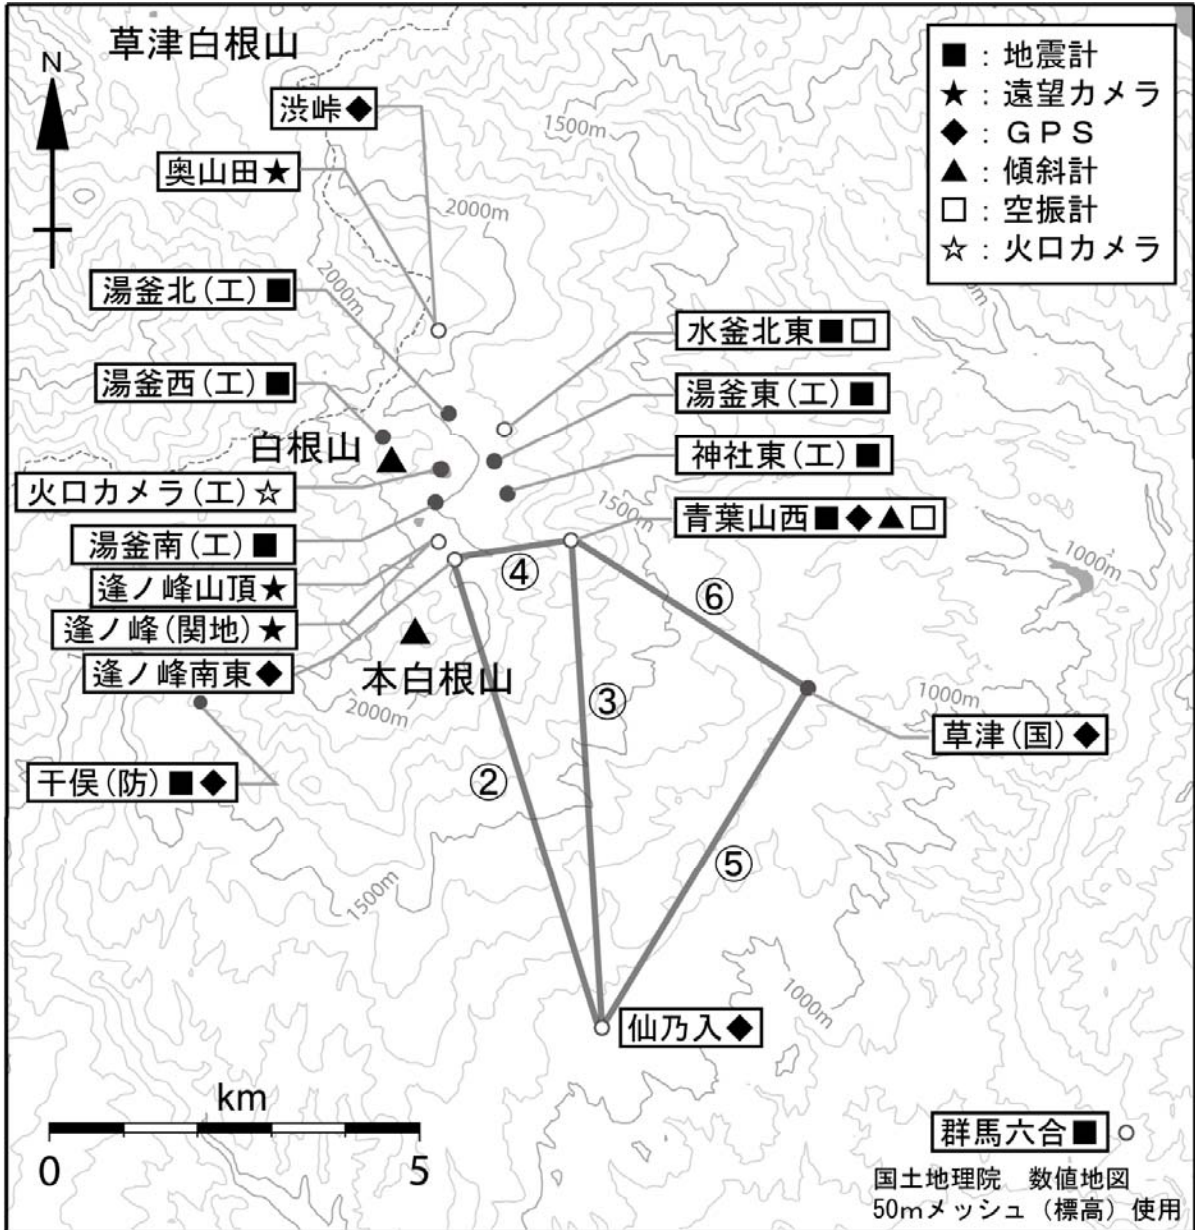 草津白根山
N
■：地震計
★：遠望カメラ
◆：ＧＰＳ
▲：傾斜計
□：空振計
☆：火口カメラ
渋峠◆
1500m
奥山田★
2000m
2000m
湯釜北(工)■
水釜北東■□
湯釜西(工)■
湯釜東(工)■
白根山
神社東(工)■
火口カメラ(工)☆
1500m
青葉山西■◆▲□
湯釜南(工)■
1000m
④
逢ノ峰山頂★
⑥
逢ノ峰(関地)★
逢ノ峰南東◆
本白根山
2000m
③
1000m
草津(国)◆
干俣(防)■◆
②
⑤
1500m
1000m
仙乃入◆
km
0 5
群馬六合■
国土地理院　数値地図
50mメッシュ（標高）使用